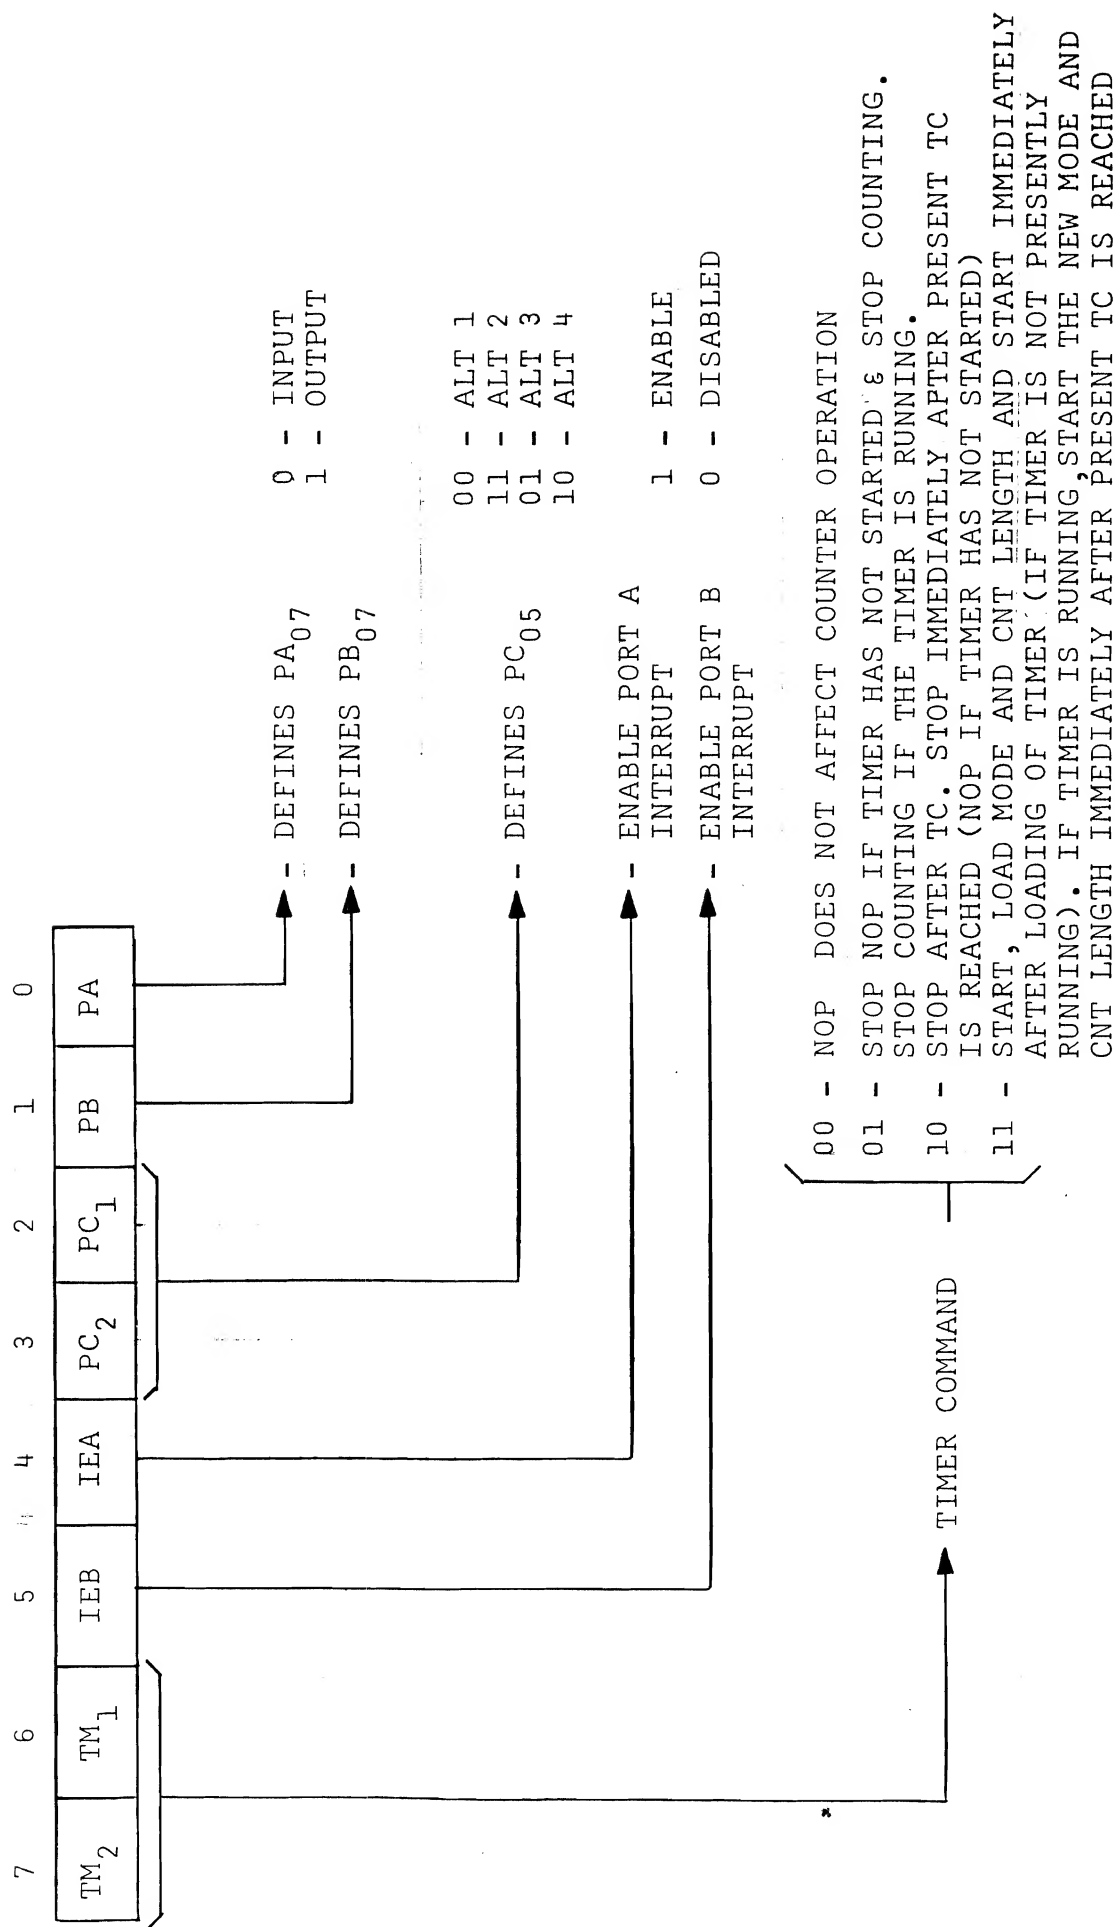 7 6 5 4 3 2 1 0
TM2 TM1 IEB IEA PC2 PC1 PB PA
- DEFINES PA07
0 - INPUT
1 - OUTPUT
- DEFINES PB07
- DEFINES PC05
00 - ALT 1
11 - ALT 2
01 - ALT 3
10 - ALT 4
- ENABLE PORT A
INTERRUPT
1 - ENABLE
- ENABLE PORT B
INTERRUPT
0 - DISABLED
TIMER COMMAND
00 - NOP DOES NOT AFFECT COUNTER OPERATION
01 - STOP NOP IF TIMER HAS NOT STARTED & STOP COUNTING.
STOP COUNTING IF THE TIMER IS RUNNING.
10 - STOP AFTER TC. STOP IMMEDIATELY AFTER PRESENT TC
IS REACHED (NOP IF TIMER HAS NOT STARTED)
11 - START, LOAD MODE AND CNT LENGTH AND START IMMEDIATELY
AFTER LOADING OF TIMER (IF TIMER IS NOT PRESENTLY
RUNNING). IF TIMER IS RUNNING, START THE NEW MODE AND
CNT LENGTH IMMEDIATELY AFTER PRESENT TC IS REACHED